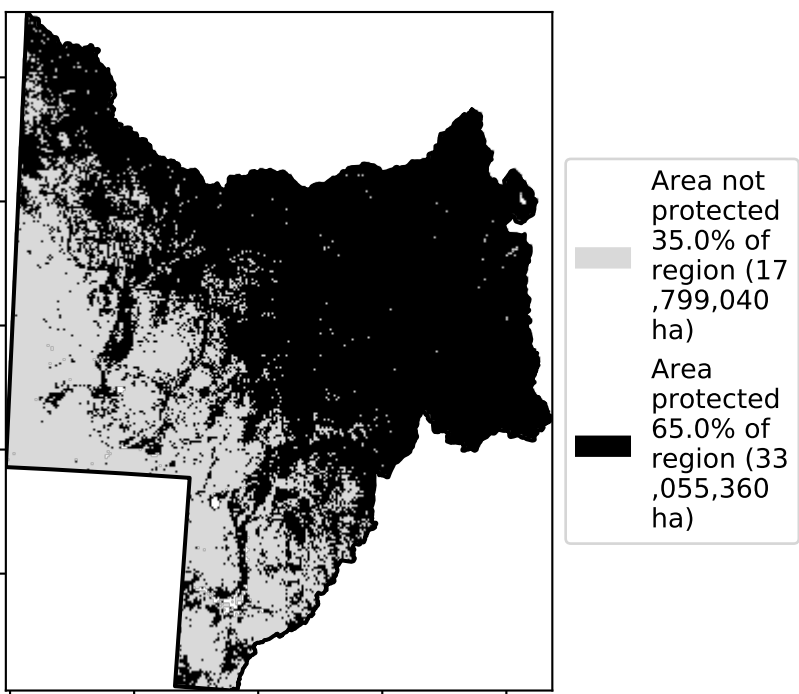 Area not
protected
35.0% of
region (17
,799,040
ha)
Area
protected
65.0% of
region (33
,055,360
ha)